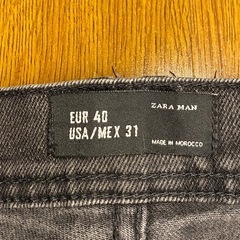 EUR 40
USA/MEX 31
ZARA MAN
MADE IN MOROCCO